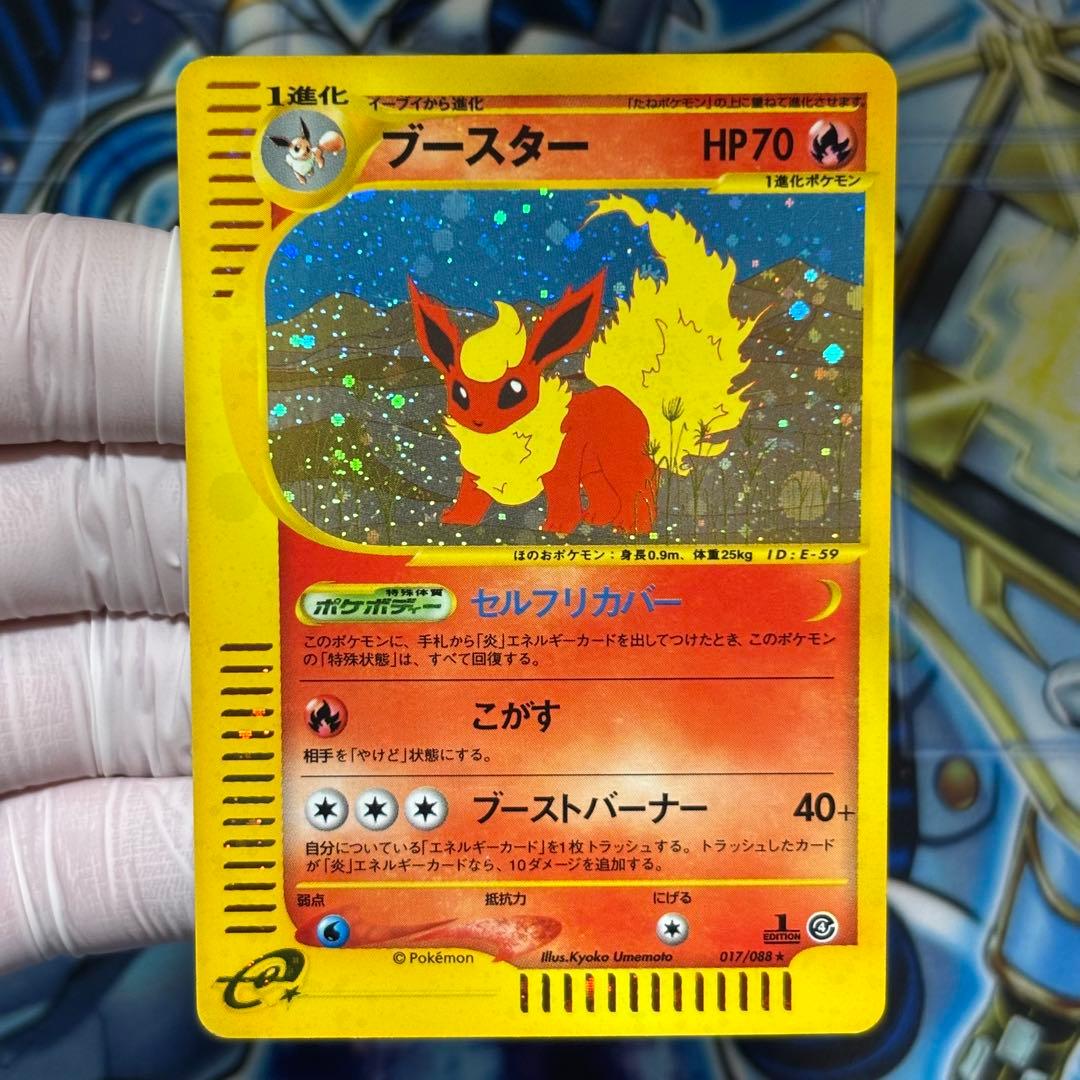 1進化
イーブイから進化
「たねポケモン」の上に重ねて進化させます。
ブースター
HP70
1進化ポケモン
ほのおポケモン：身長0.9m、体重25kg ID:E-59
特殊体質
ポケボディー
セルフリカバー
このポケモンに、手札から「炎」エネルギーカードを出してつけたとき、このポケモン
の「特殊状態」は、すべて回復する。
こがす
相手を「やけど」状態にする。
ブーストバーナー 40+
自分についている「エネルギーカード」を1枚トラッシュする。トラッシュしたカード
が「炎」エネルギーカードなら、10ダメージを追加する。
弱点 抵抗力 にげる
1
EDITION
4
©Pokémon Illus.Kyoko Umemoto 017/088★
e